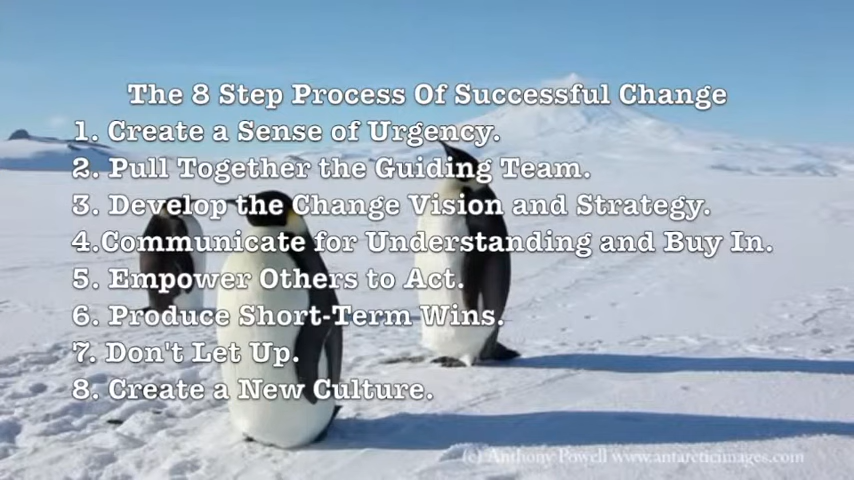 The 8 Step Process Of Successful Change
1. Create a Sense of Urgency.
2. Pull Together the Guiding Team.
3. Develop the Change Vision and Strategy.
4.Communicate for Understanding and Buy In.
5. Empower Others to Act.
6. Produce Short-Term Wins.
7. Don't Let Up.
8. Create a New Culture.
(c) Anthony Powell www.antarcticimages.com